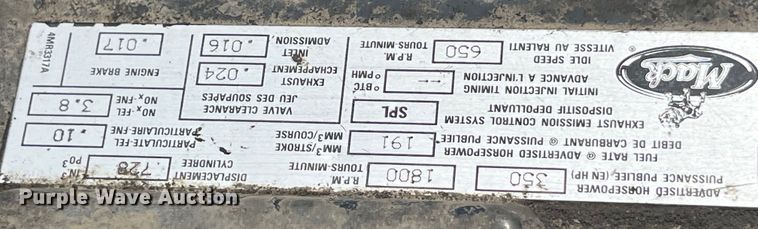 ADVERTISED HORSEPOWER
PUISSANCE PUBLIEE (EN HP)
350
1800
R.P.M.
TOURS-MINUTE
DISPLACEMENT
CYLINDREE
728
IN³
PO³
FUEL RATE @ ADVERTISED HORSEPOWER
DEBIT DE CARBURANT @ PUISSANCE PUBLIEE
191
MM³/STROKE
MM³/COURSE
PARTICULATE-FEL
PARTICULAIRE-FNE
.10
EXHAUST EMISSION CONTROL SYSTEM
DISPOSITIF DEPOLLUANT
SPL
VALVE CLEARANCE
JEU DES SOUPAPES
NOx-FEL
NOx-FNE
3.8
INITIAL INJECTION TIMING
AVANCE A L'INJECTION
° BTC
° PMH
EXHAUST
ECHAPPEMENT
.024
ENGINE BRAKE
.017
IDLE SPEED
VITESSE AU RALENTI
650
R.P.M.
TOURS-MINUTE
INLET
ADMISSION,
.016
4MR3317A
Mack
®
Purple Wave Auction